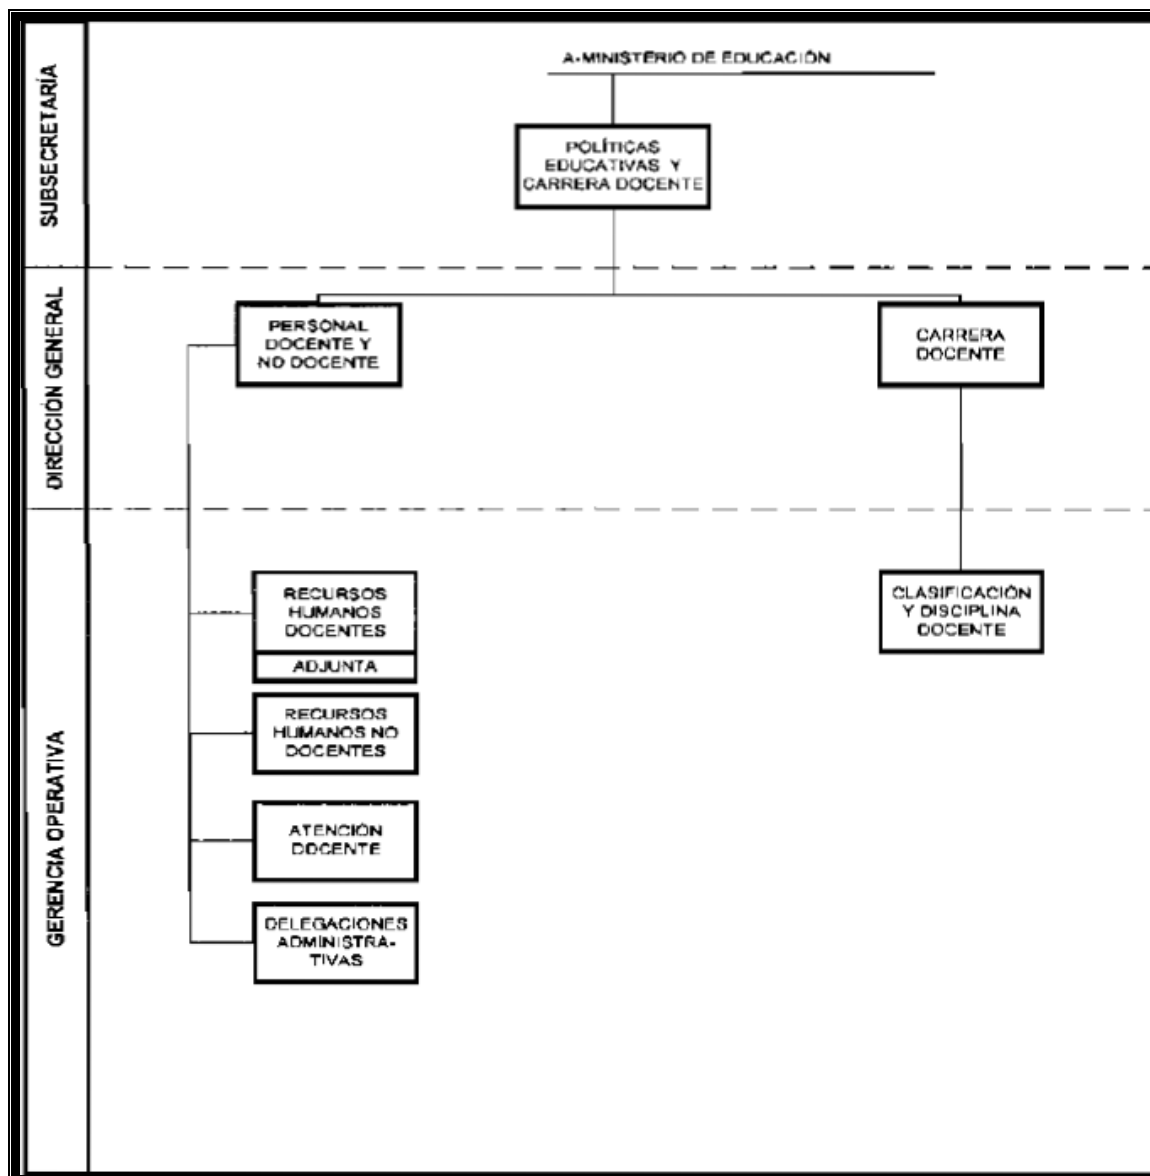 SUBSECRETARÍA
A-MINISTERIO DE EDUCACIÓN
POLÍTICAS
EDUCATIVAS Y
CARRERA DOCENTE
DIRECCIÓN GENERAL
PERSONAL
DOCENTE Y
NO DOCENTE
CARRERA
DOCENTE
GERENCIA OPERATIVA
RECURSOS
HUMANOS
DOCENTES
ADJUNTA
CLASIFICACIÓN
Y DISCIPLINA
DOCENTE
RECURSOS
HUMANOS NO
DOCENTES
ATENCIÓN
DOCENTE
DELEGACIONES
ADMINISTRA-
TIVAS